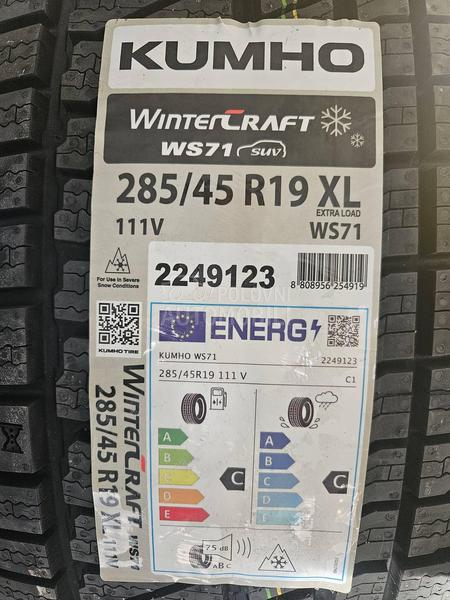 KUMHO
WINTERCRAFT
WS71 SUV
285/45 R19 XL
EXTRA LOAD
111V WS71
For Use In Severe
Snow Conditions
2249123
8 808956 254919
KUMHO TIRE
ENERG
KUMHO WS71 2249123
285/45R19 111 V C1
A
B
C
D
E
C
A
B
C
D
E
C
75 dB
ABC
WINTERCRAFT WS71
285/45 R19 XL 111V